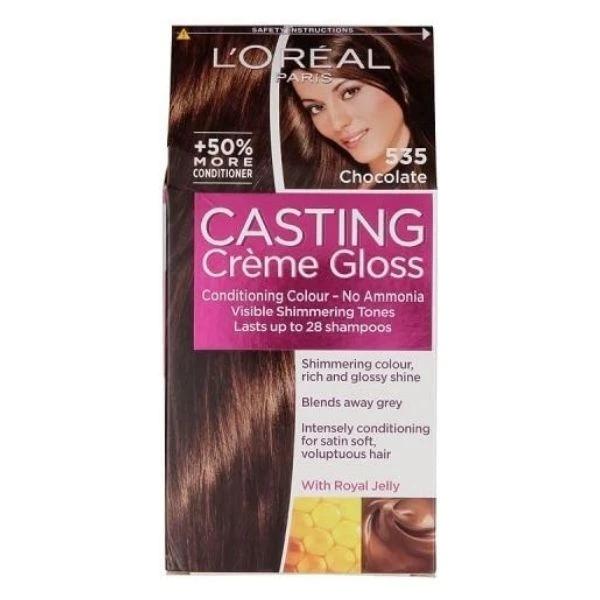 SAFETY INSTRUCTIONS
L'ORÉAL
PARIS
+50%
MORE
CONDITIONER
535
Chocolate
CASTING
Crème Gloss
Conditioning Colour – No Ammonia
Visible Shimmering Tones
Lasts up to 28 shampoos
Shimmering colour,
rich and glossy shine
Blends away grey
Intensely conditioning
for satin soft,
voluptuous hair
With Royal Jelly